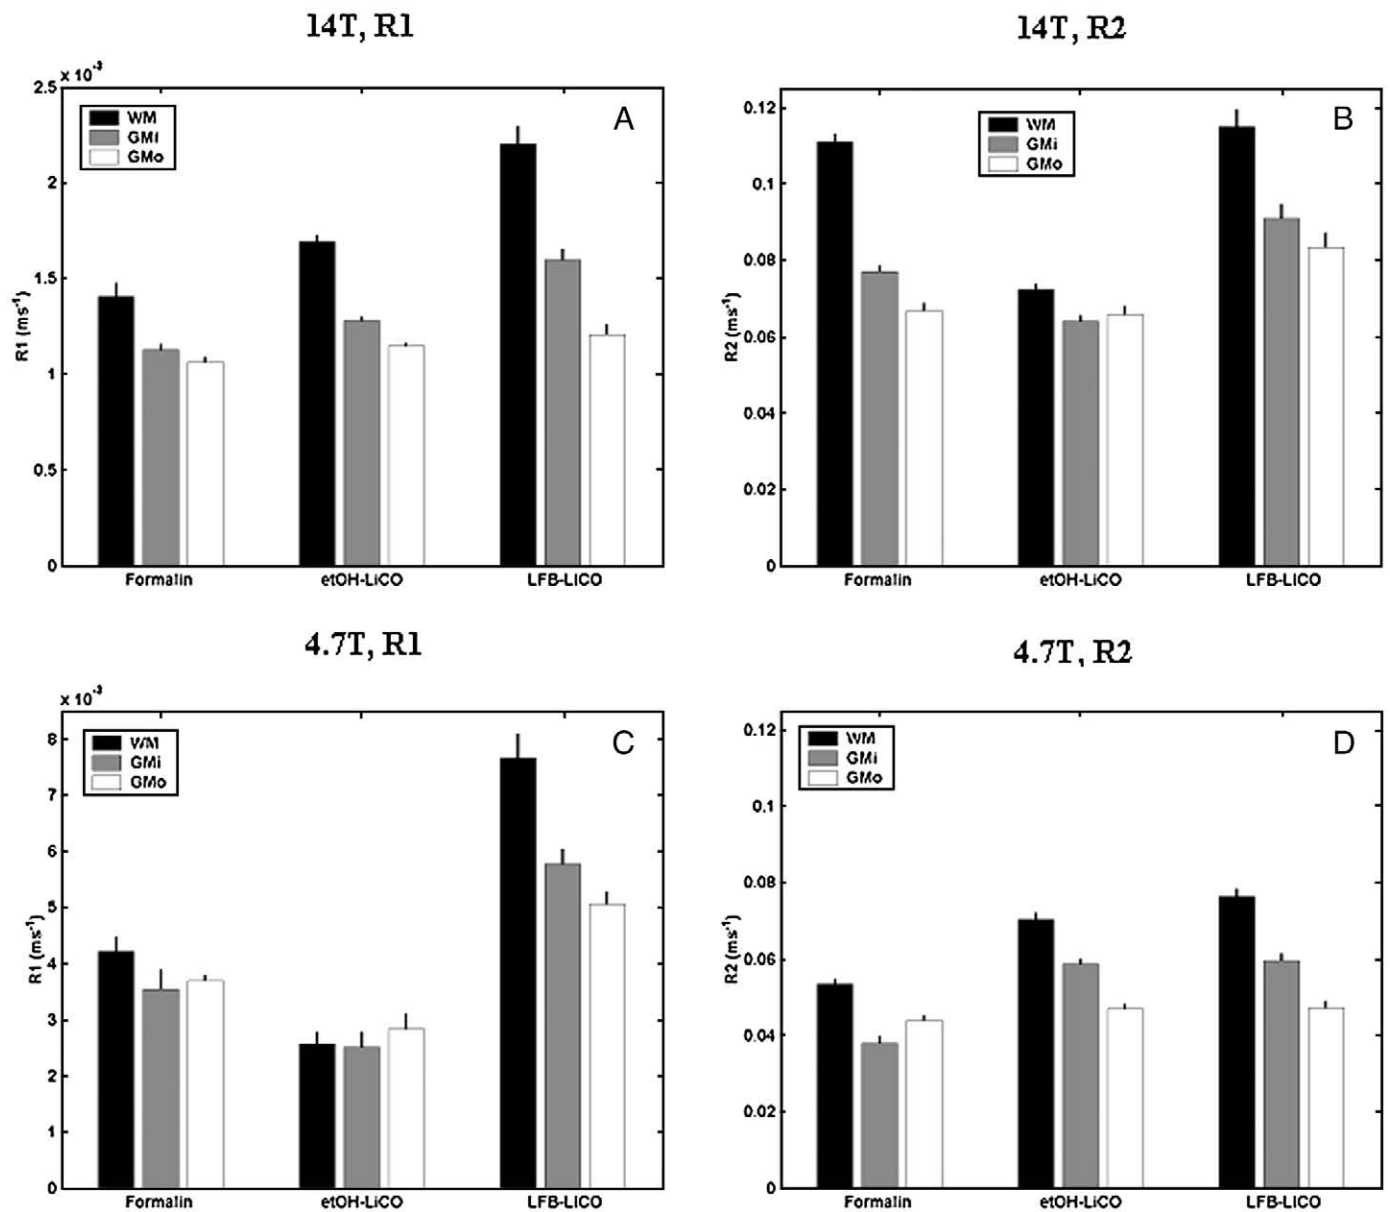 14T, R1
x 10⁻³
2.5
2
1.5
1
0.5
0
R1 (ms⁻¹)
WM
GMi
GMo
A
Formalin etOH-LiCO LFB-LICO
14T, R2
0.12
0.1
0.08
0.06
0.04
0.02
0
R2 (ms⁻¹)
WM
GMi
GMo
B
Formalin etOH-LiCO LFB-LICO
4.7T, R1
x 10⁻³
8
7
6
5
4
3
2
1
0
R1 (ms⁻¹)
WM
GMi
GMo
C
Formalin etOH-LiCO LFB-LICO
4.7T, R2
0.12
0.1
0.08
0.06
0.04
0.02
0
R2 (ms⁻¹)
WM
GMi
GMo
D
Formalin etOH-LiCO LFB-LICO